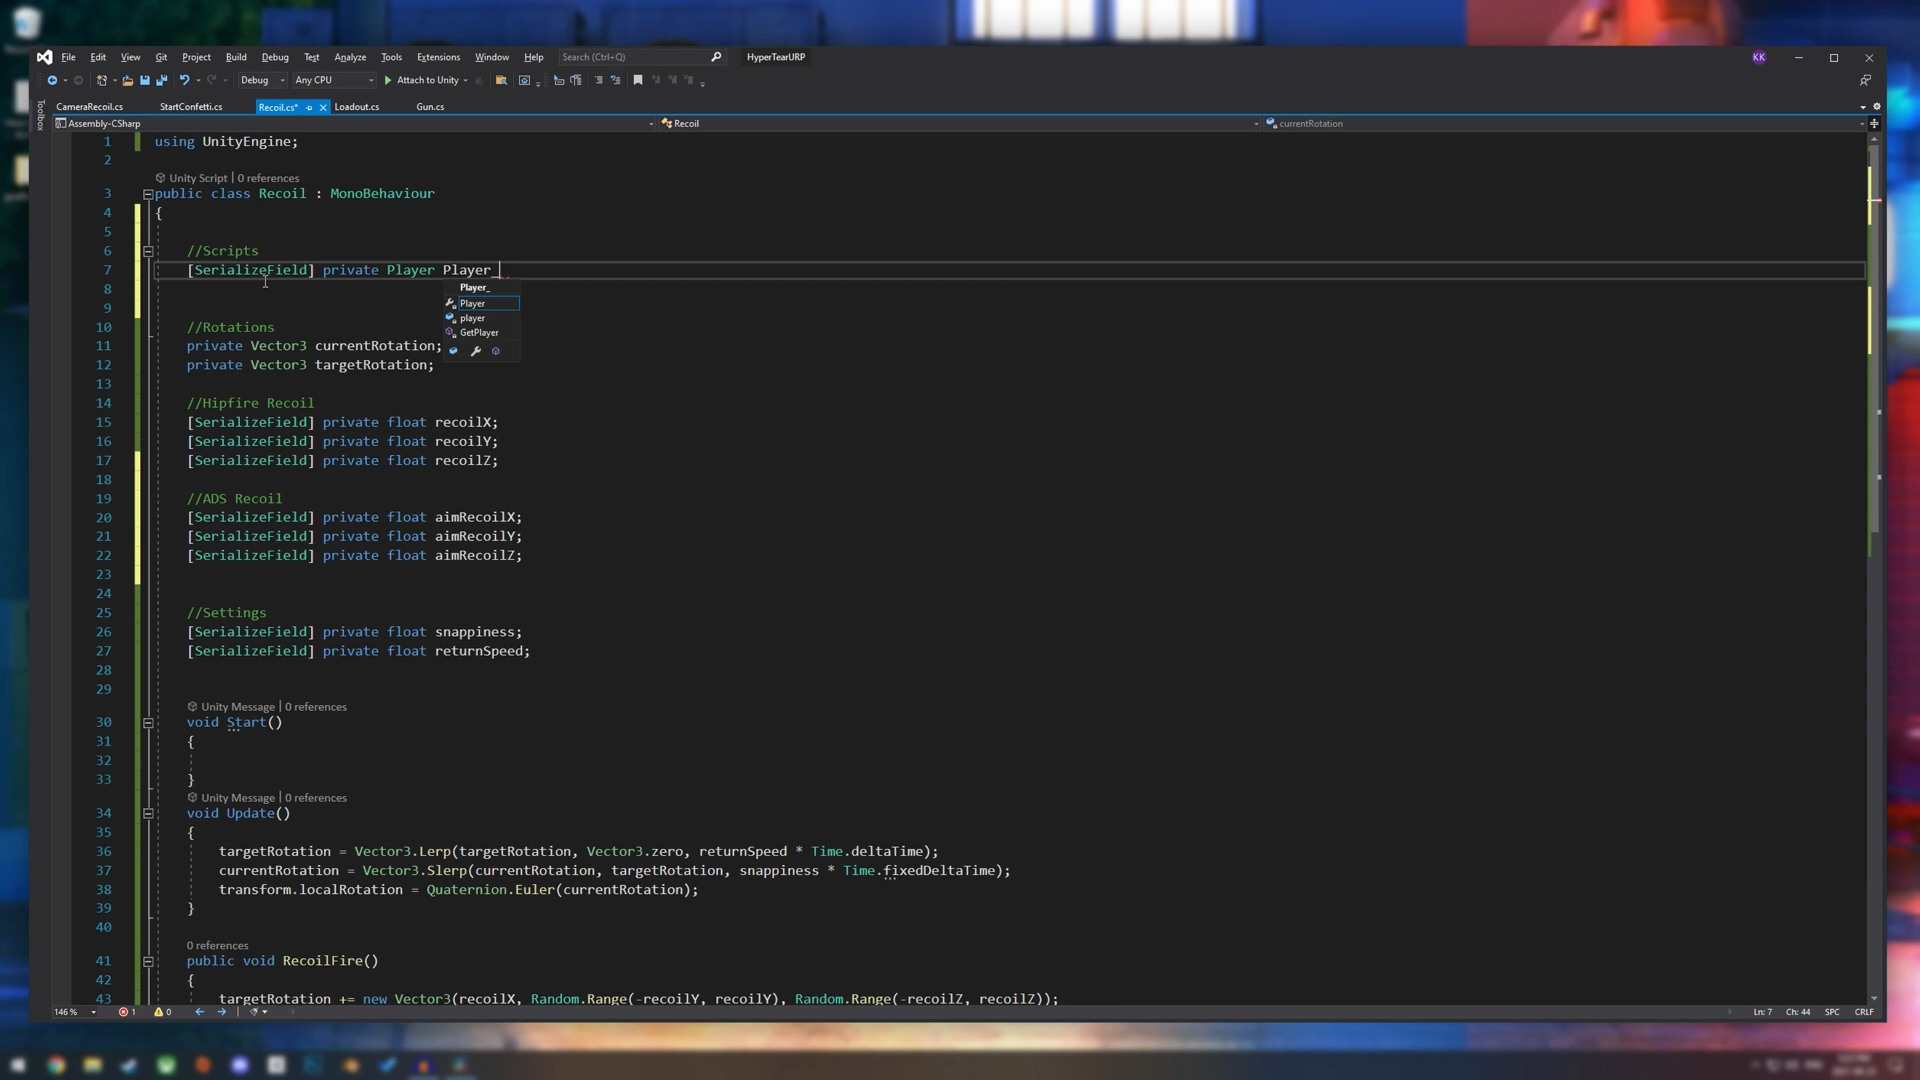 File Edit View Git Project Build Debug Test Analyze Tools Extensions Window Help Search (Ctrl+Q) HyperTearURP KK
Debug Any CPU Attach to Unity
CameraRecoil.cs StartConfetti.cs Recoil.cs* Loadout.cs Gun.cs
Toolbox
Assembly-CSharp Recoil currentRotation
1 using UnityEngine;
2
Unity Script | 0 references
3 public class Recoil : MonoBehaviour
4 {
5
6 //Scripts
7 [SerializeField] private Player Player_
Player_
8
Player
9
player
10 //Rotations
GetPlayer
11 private Vector3 currentRotation;
12 private Vector3 targetRotation;
13
14 //Hipfire Recoil
15 [SerializeField] private float recoilX;
16 [SerializeField] private float recoilY;
17 [SerializeField] private float recoilZ;
18
19 //ADS Recoil
20 [SerializeField] private float aimRecoilX;
21 [SerializeField] private float aimRecoilY;
22 [SerializeField] private float aimRecoilZ;
23
24
25 //Settings
26 [SerializeField] private float snappiness;
27 [SerializeField] private float returnSpeed;
28
29
Unity Message | 0 references
30 void Start()
31 {
32
33 }
Unity Message | 0 references
34 void Update()
35 {
36 targetRotation = Vector3.Lerp(targetRotation, Vector3.zero, returnSpeed * Time.deltaTime);
37 currentRotation = Vector3.Slerp(currentRotation, targetRotation, snappiness * Time.fixedDeltaTime);
38 transform.localRotation = Quaternion.Euler(currentRotation);
39 }
40
0 references
41 public void RecoilFire()
42 {
43 targetRotation += new Vector3(recoilX, Random.Range(-recoilY, recoilY), Random.Range(-recoilZ, recoilZ));
146 % 1 0 Ln: 7 Ch: 44 SPC CRLF